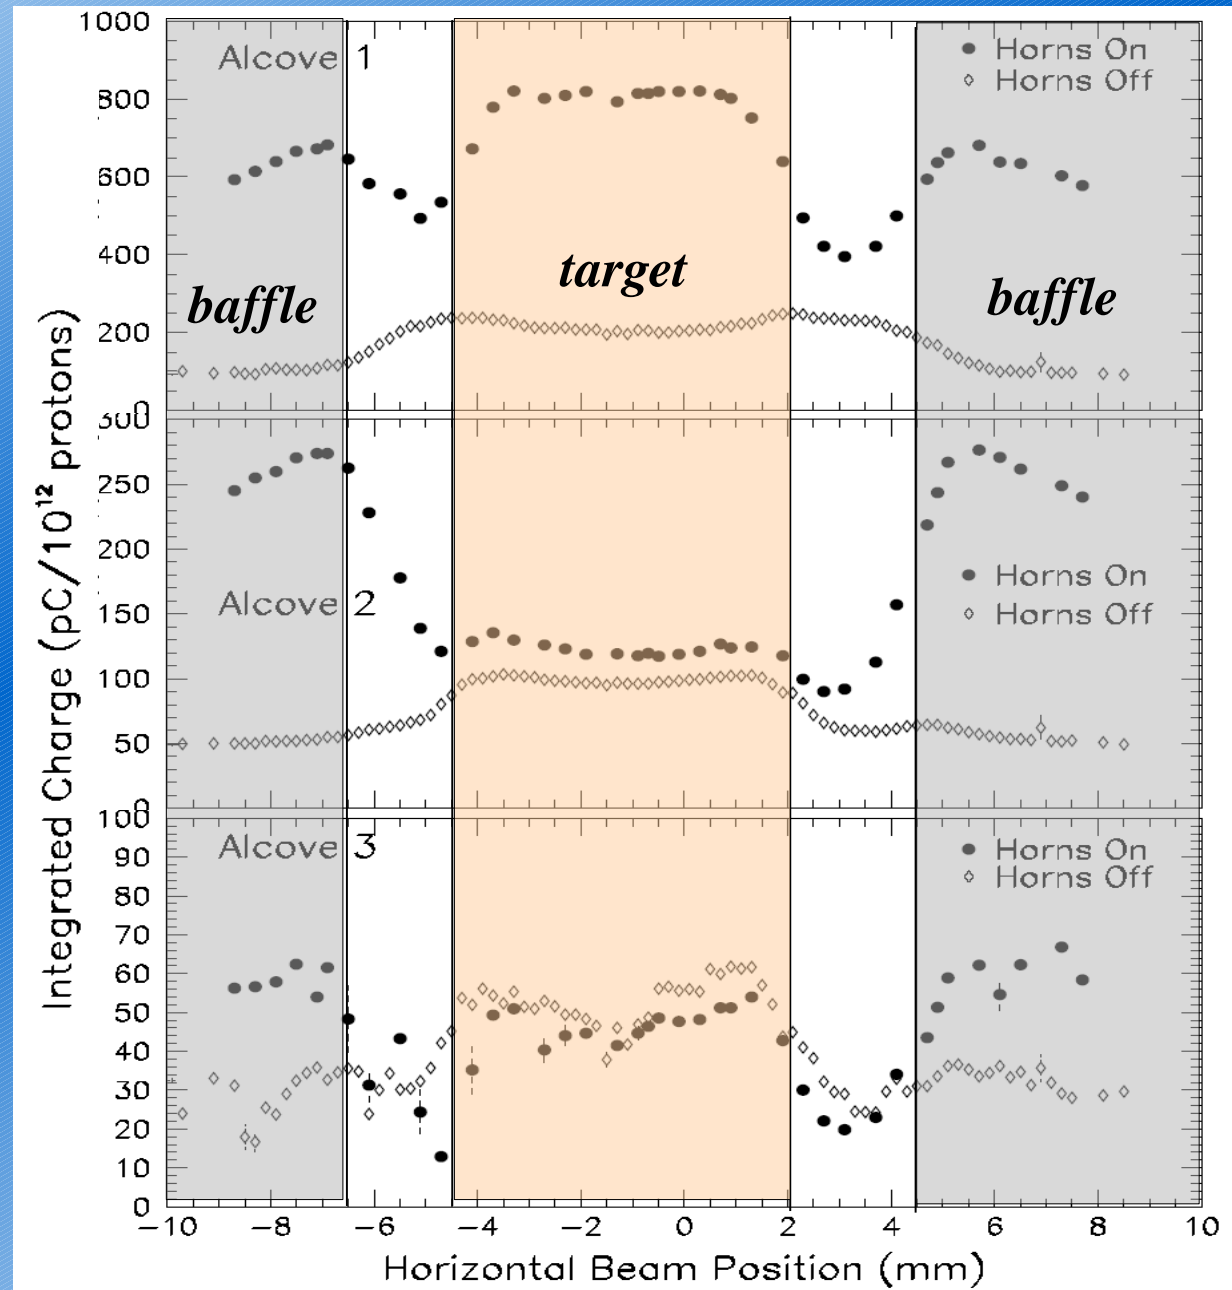 Integrated Charge (pC/10¹² protons)
1000
800
600
400
200
0
Alcove 1
● Horns On
◇ Horns Off
baffle
target
baffle
300
250
200
150
100
50
0
Alcove 2
● Horns On
◇ Horns Off
100
90
80
70
60
50
40
30
20
10
0
Alcove 3
● Horns On
◇ Horns Off
−10 −8 −6 −4 −2 0 2 4 6 8 10
Horizontal Beam Position (mm)